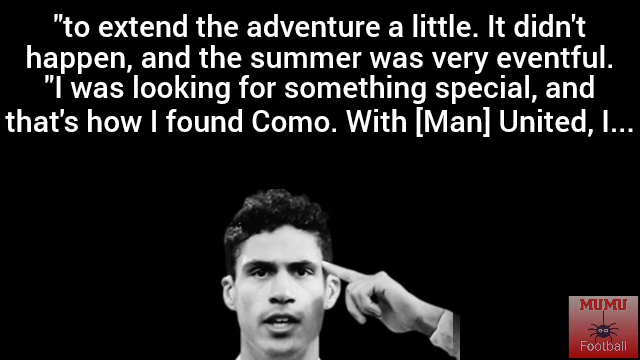 "to extend the adventure a little. It didn't
happen, and the summer was very eventful.
"I was looking for something special, and
that's how I found Como. With [Man] United, I...
MUMU
Football